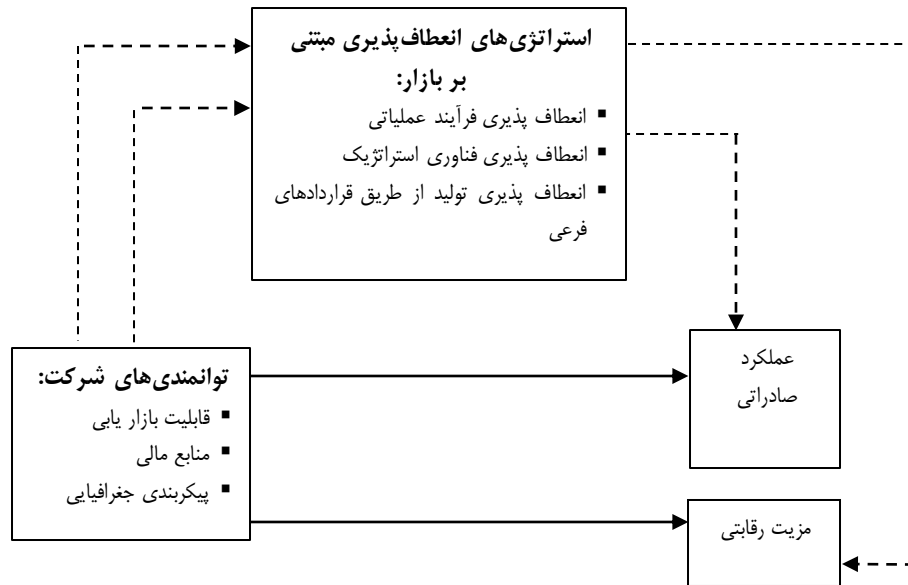 استراتژی‌های انعطاف‌پذیری مبتنی
بر بازار:
▪ انعطاف پذیری فرآیند عملیاتی
▪ انعطاف پذیری فناوری استراتژیک
▪ انعطاف پذیری تولید از طریق قراردادهای
فرعی
توانمندی‌های شرکت:
▪ قابلیت بازار یابی
▪ منابع مالی
▪ پیکربندی جغرافیایی
عملکرد
صادراتی
مزیت رقابتی